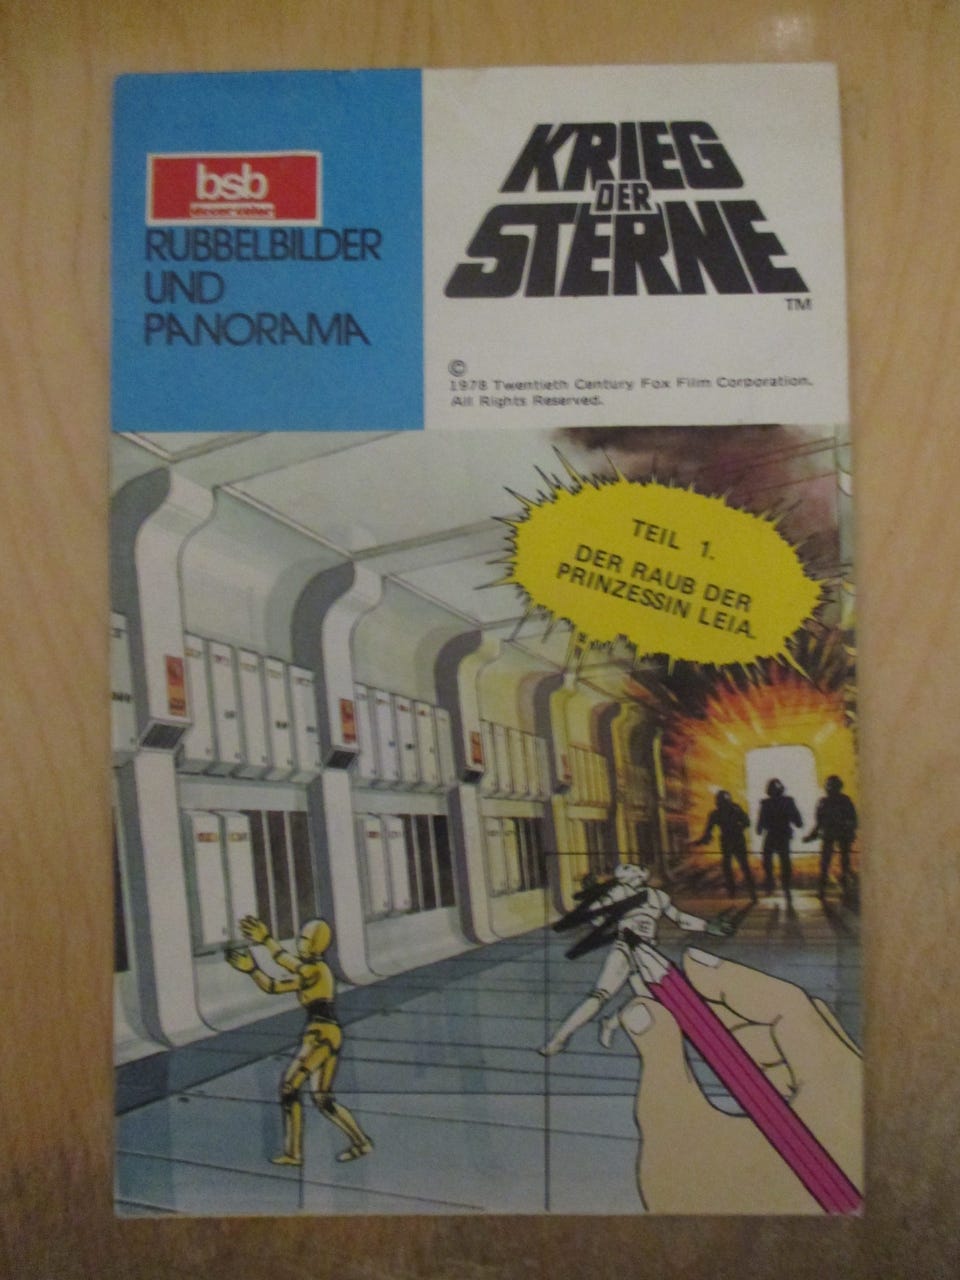 bsb
RUBBELBILDER
UND
PANORAMA
KRIEG
DER
STERNE
TM
©
1978 Twentieth Century Fox Film Corporation.
All Rights Reserved.
TEIL 1.
DER RAUB DER
PRINZESSIN LEIA.